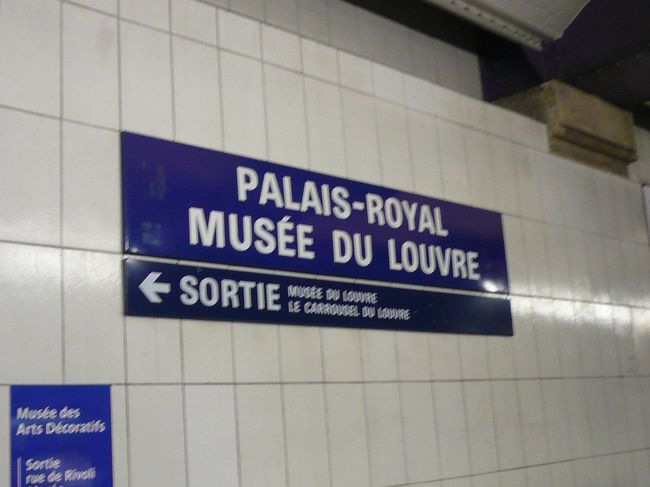 PALAIS-ROYAL
MUSÉE DU LOUVRE
← SORTIE MUSÉE DU LOUVRE
LE CARROUSEL DU LOUVRE
Musée des
Arts Décoratifs
Sortie
rue de Rivoli